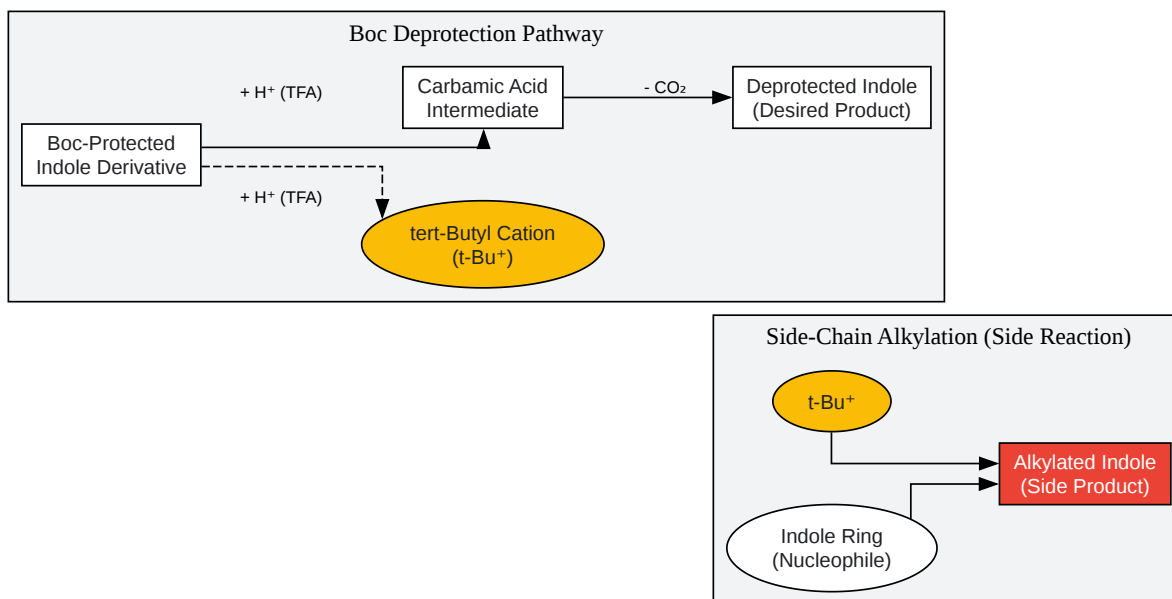 Boc Deprotection Pathway
+ H⁺ (TFA)
Carbamic Acid
Intermediate
- CO₂
Deprotected Indole
(Desired Product)
Boc-Protected
Indole Derivative
+ H⁺ (TFA)
tert-Butyl Cation
(t-Bu⁺)
Side-Chain Alkylation (Side Reaction)
t-Bu⁺
Alkylated Indole
(Side Product)
Indole Ring
(Nucleophile)